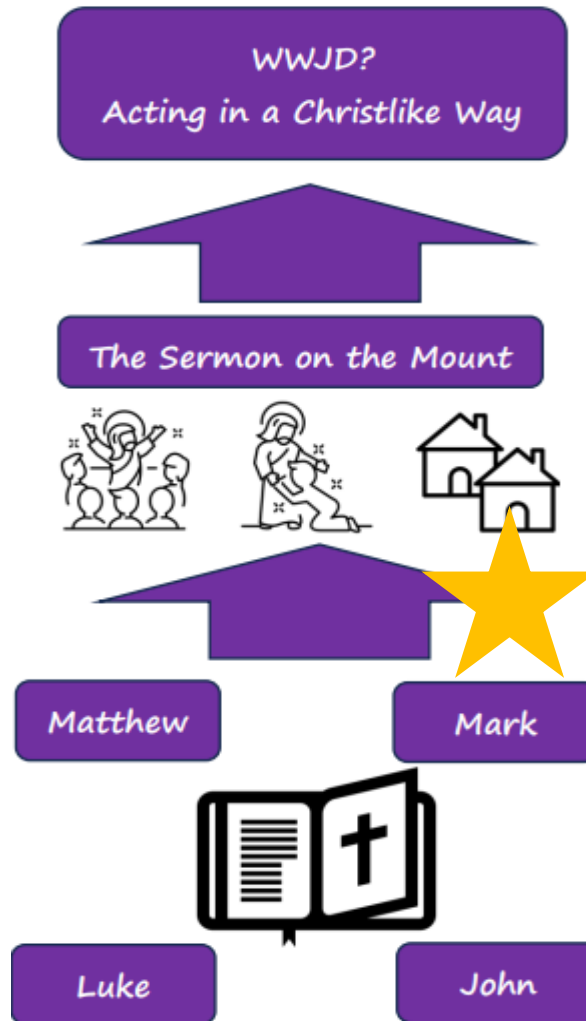 WWJD?
Acting in a Christlike Way
The Sermon on the Mount
Matthew
Mark
Luke
John